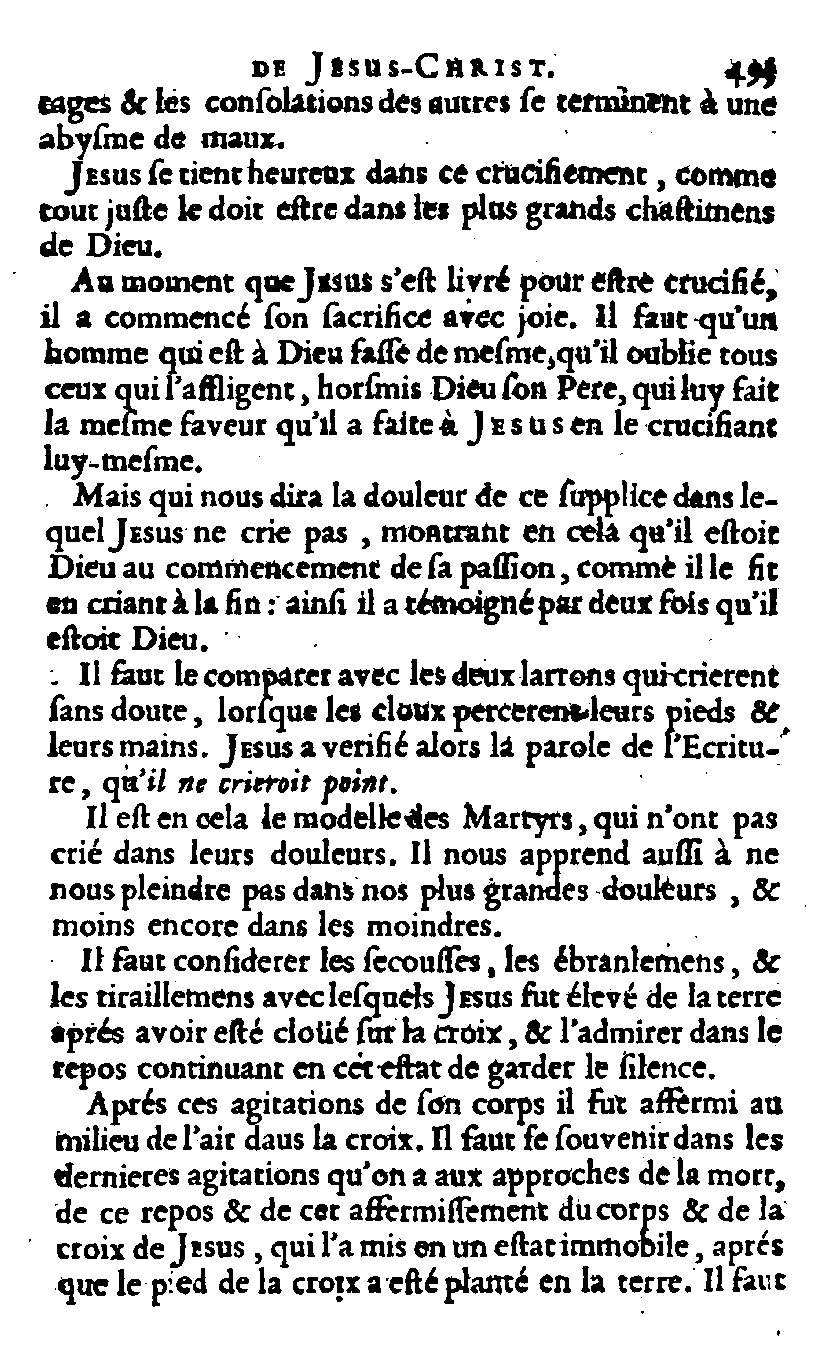 DE JESUS-CHRIST. 495
tages & les conſolations des autres ſe terminent à une
abyſme de maux.
JESUS ſe tient heureux dans ce crucifiement, comme
tout juſte le doit eſtre dans les plus grands chaſtimens
de Dieu.
Au moment que JESUS s'eſt livré pour eſtre crucifié,
il a commencé ſon ſacrifice avec joie. Il faut qu'un
homme qui eſt à Dieu faſſe de meſme, qu'il oublie tous
ceux qui l'affligent, horſmis Dieu ſon Pere, qui luy fait
la meſme faveur qu'il a faite à JESUS en le crucifiant
luy-meſme.
Mais qui nous dira la douleur de ce ſupplice dans le-
quel JESUS ne crie pas, montrant en cela qu'il eſtoit
Dieu au commencement de ſa paſſion, comme il le fit
en criant à la fin : ainſi il a témoigné par deux fois qu'il
eſtoit Dieu.
Il faut le comparer avec les deux larrons qui crierent
ſans doute, lorſque les cloux percerent leurs pieds &
leurs mains. JESUS a verifié alors la parole de l'Ecritu-
re, qu'il ne crieroit point.
Il eſt en cela le modelle des Martyrs, qui n'ont pas
crié dans leurs douleurs. Il nous apprend auſſi à ne
nous pleindre pas dans nos plus grandes douleurs, &
moins encore dans les moindres.
Il faut conſiderer les ſecouſſes, les ébranlemens, &
les tiraillemens avec leſquels JESUS fut élevé de la terre
aprés avoir eſté cloüé ſur la croix, & l'admirer dans le
repos continuant en cét eſtat de garder le ſilence.
Aprés ces agitations de ſon corps il fut affermi au
milieu de l'air daus la croix. Il faut ſe ſouvenir dans les
dernieres agitations qu'on a aux approches de la mort,
de ce repos & de cet affermiſſement du corps & de la
croix de JESUS, qui l'a mis en un eſtat immobile, aprés
que le pied de la croix a eſté planté en la terre. Il faut